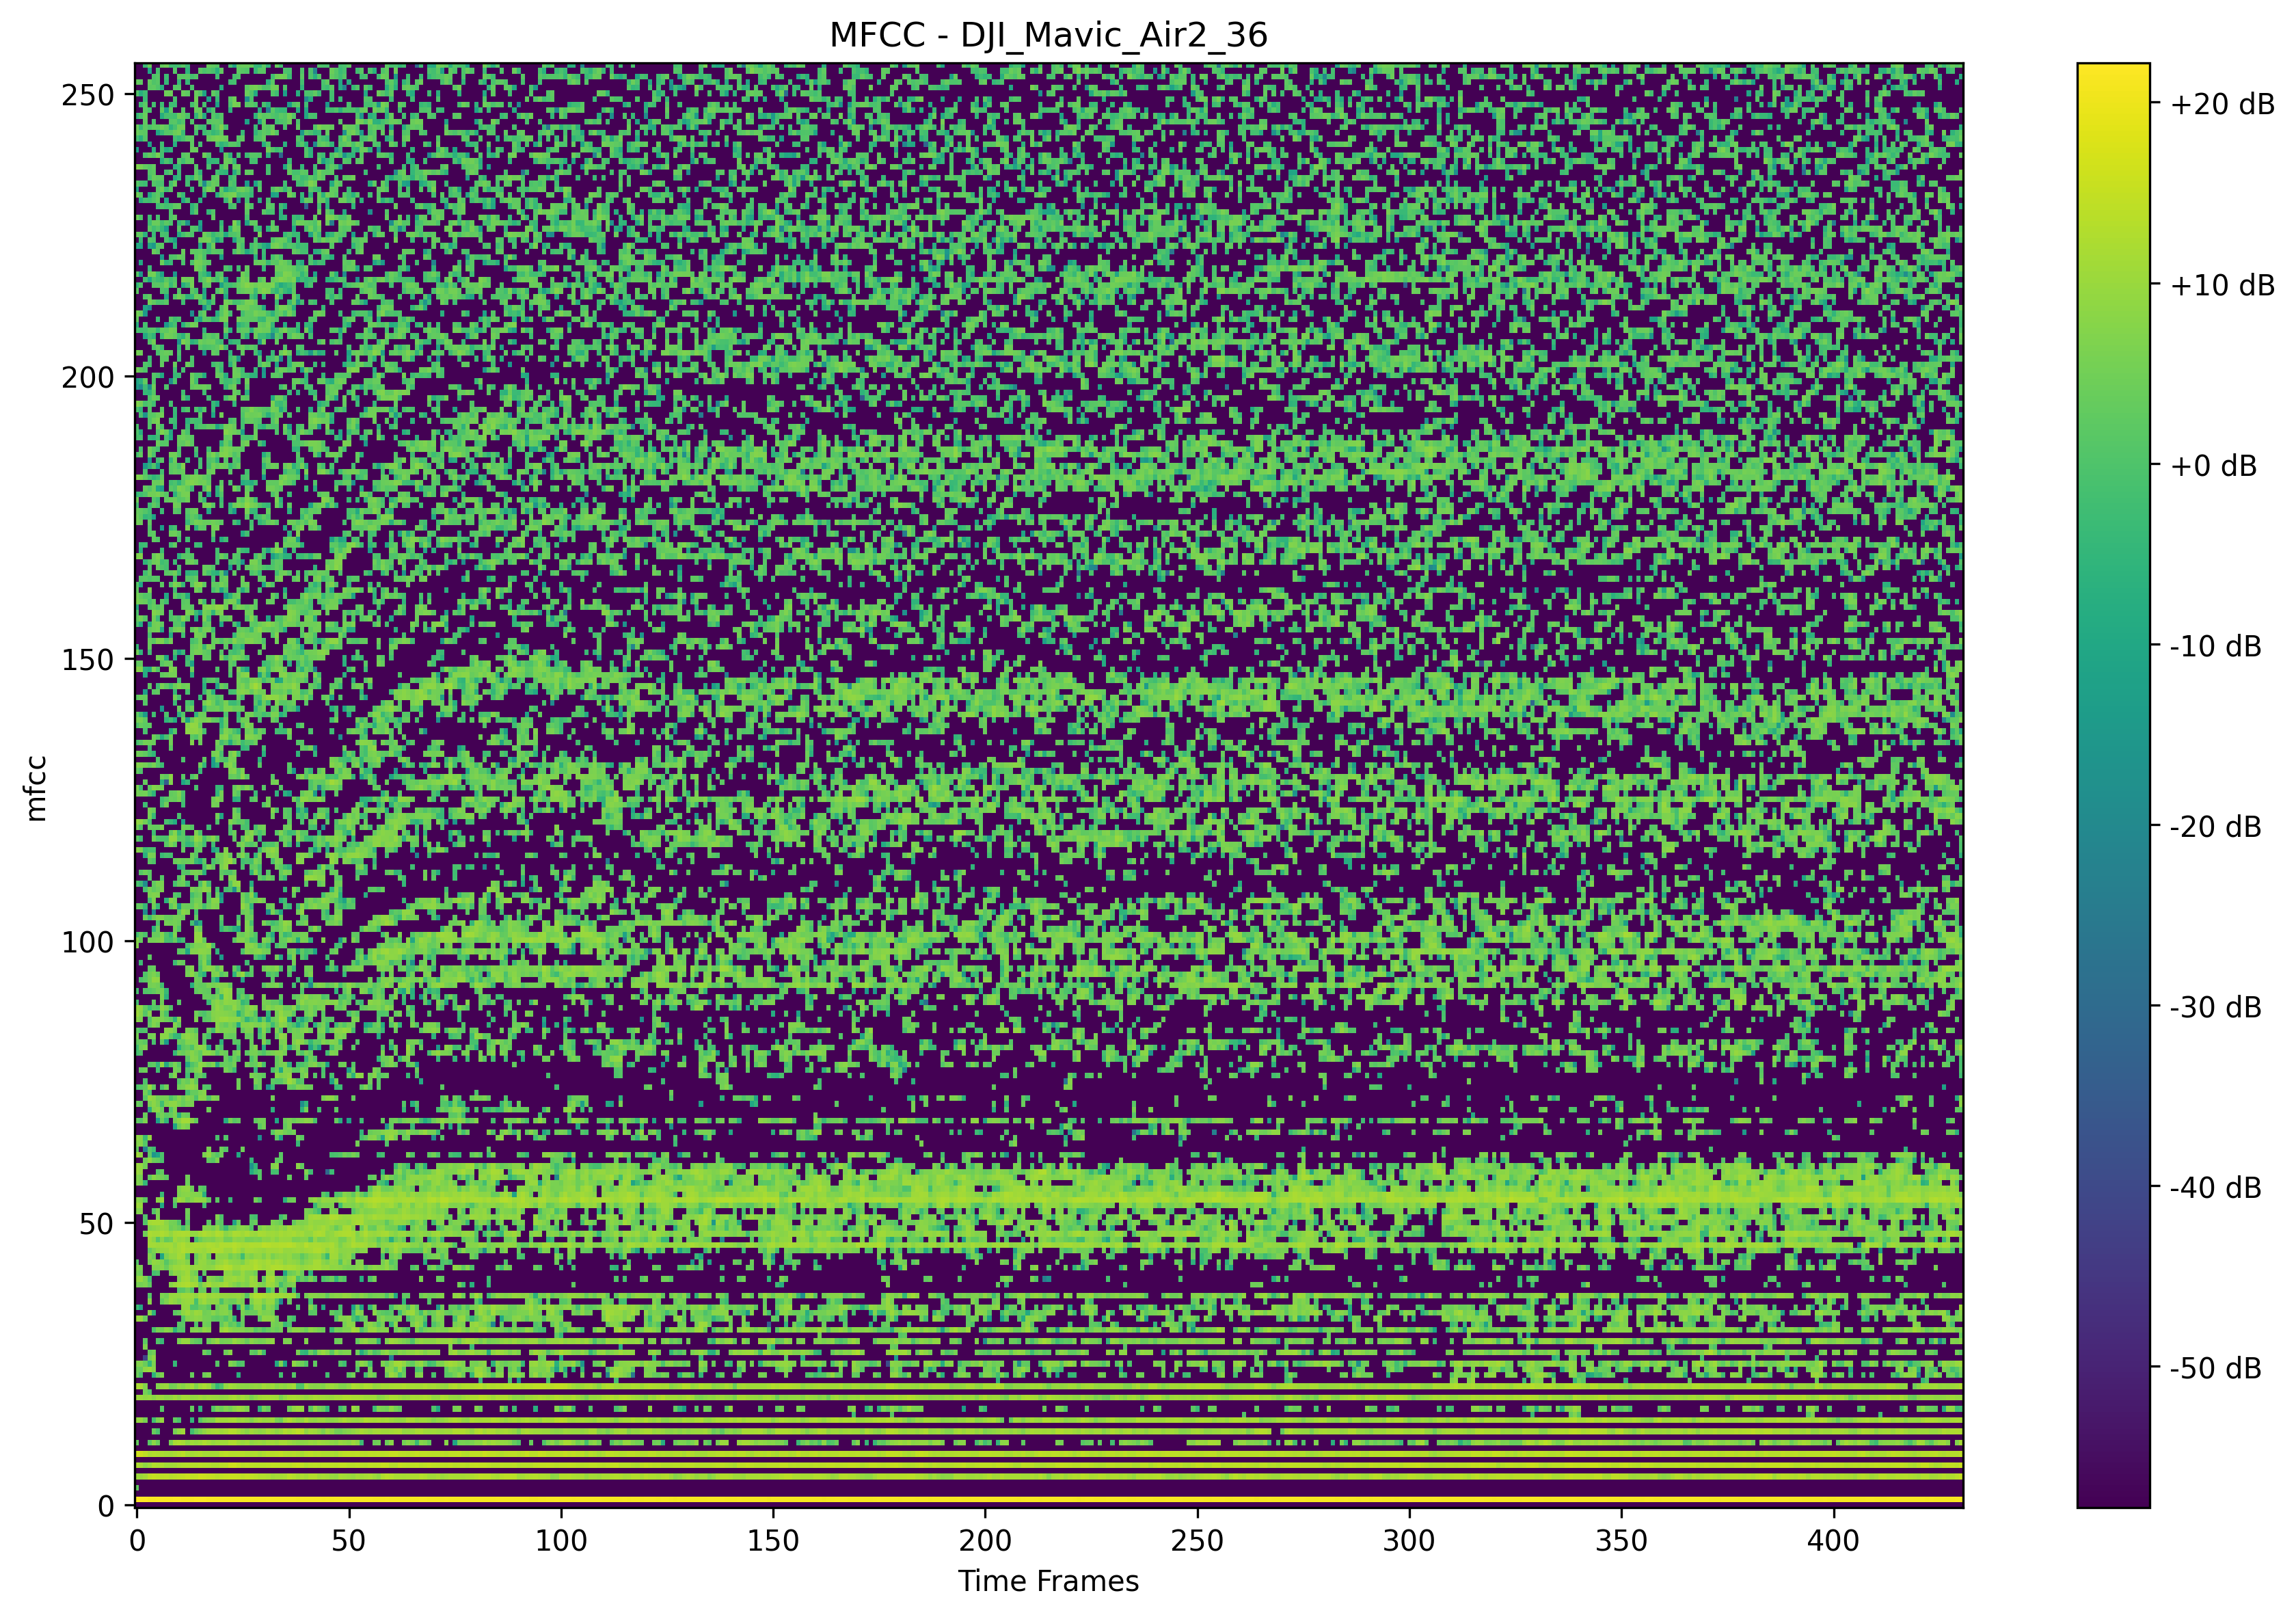 MFCC - DJI_Mavic_Air2_36
250
200
150
100
50
0
mfcc
0 50 100 150 200 250 300 350 400
Time Frames
+20 dB
+10 dB
+0 dB
-10 dB
-20 dB
-30 dB
-40 dB
-50 dB